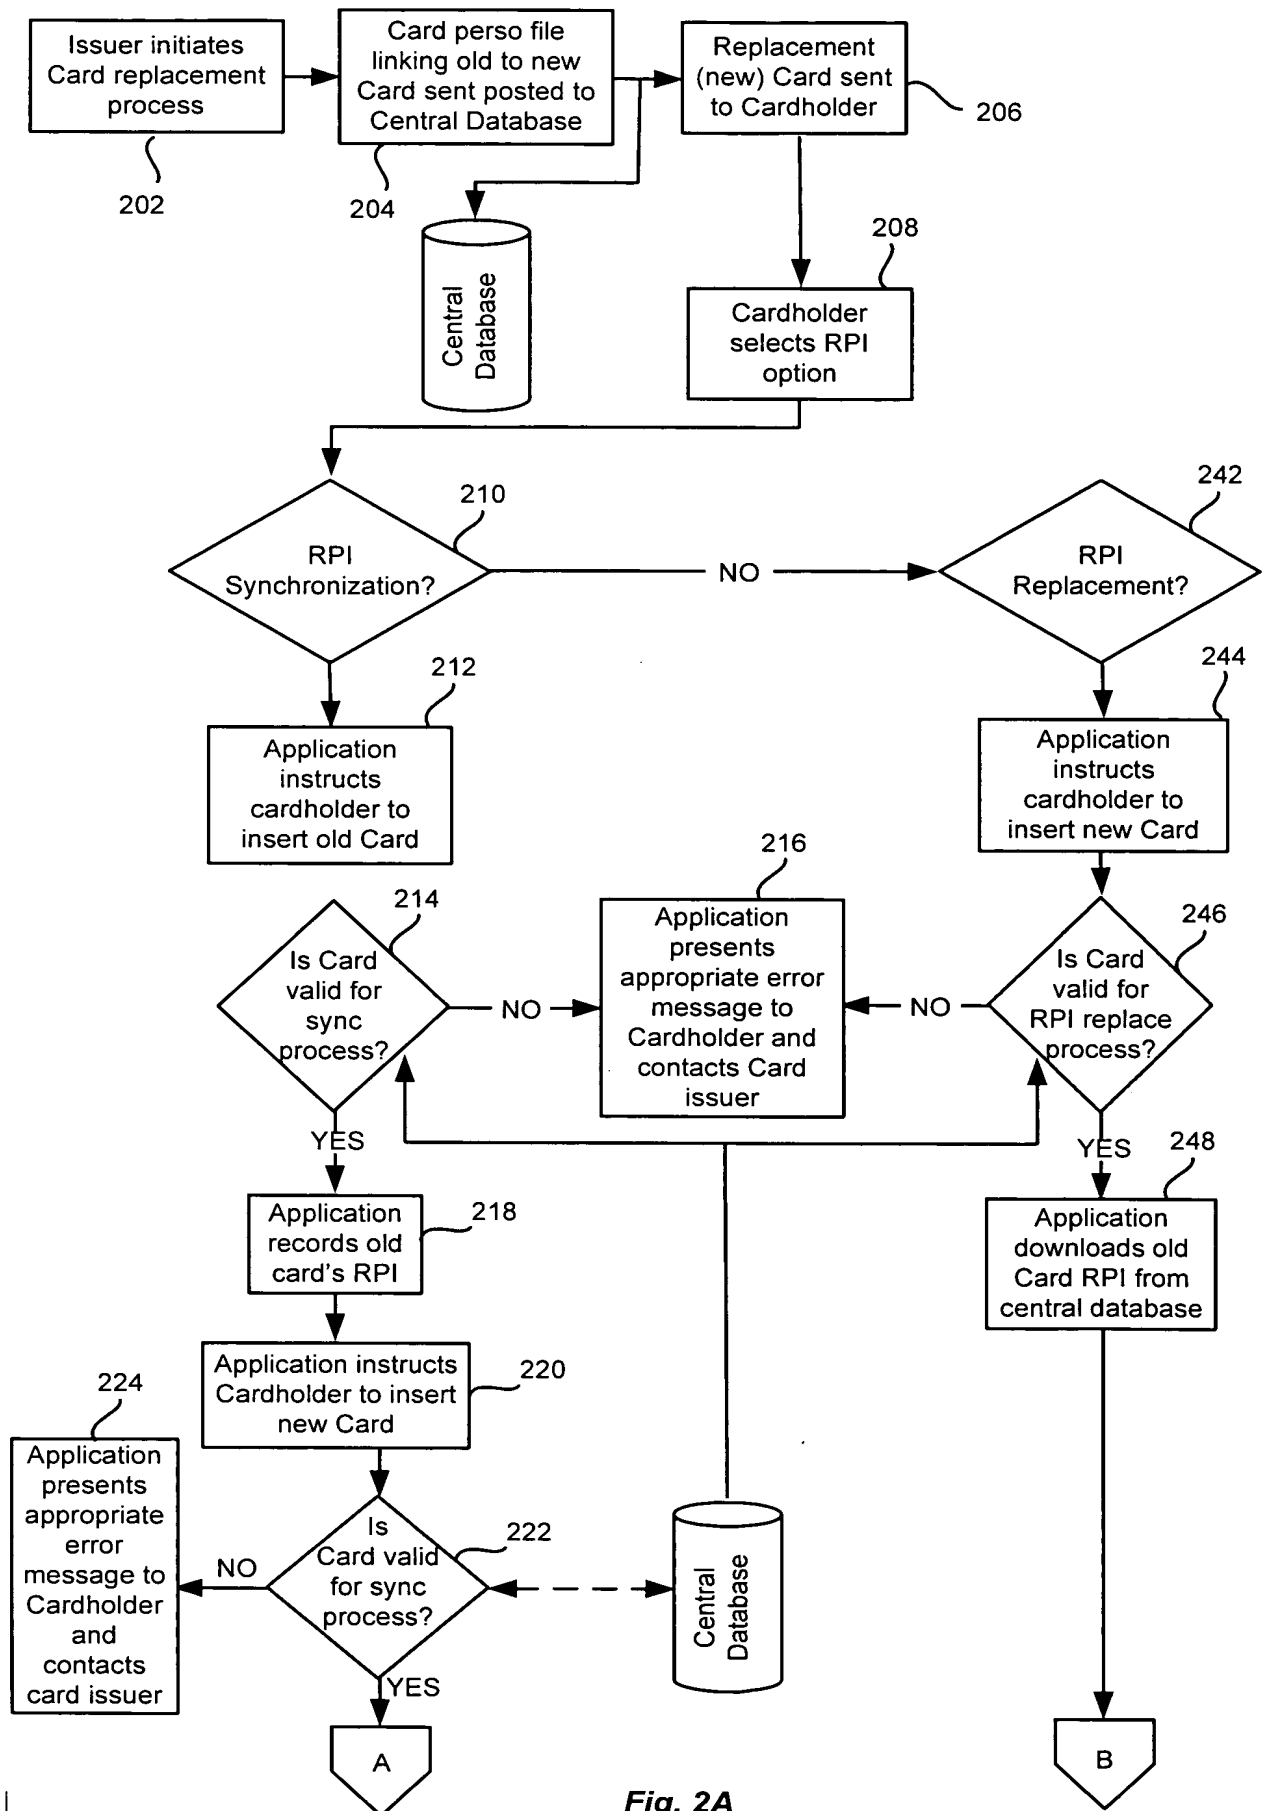 Issuer initiates
Card replacement
process
202
Card perso file
linking old to new
Card sent posted to
Central Database
204
Replacement
(new) Card sent
to Cardholder
206
Central
Database
208
Cardholder
selects RPI
option
210
RPI
Synchronization?
NO
242
RPI
Replacement?
212
Application
instructs
cardholder to
insert old Card
244
Application
instructs
cardholder to
insert new Card
214
Is Card
valid for
sync
process?
NO
216
Application
presents
appropriate error
message to
Cardholder and
contacts Card
issuer
NO
246
Is Card
valid for
RPI replace
process?
YES
YES
218
Application
records old
card's RPI
248
Application
downloads old
Card RPI from
central database
220
Application instructs
Cardholder to insert
new Card
224
Application
presents
appropriate
error
message to
Cardholder
and
contacts
card issuer
NO
222
Is
Card valid
for sync
process?
Central
Database
YES
A
B
Fig. 2A